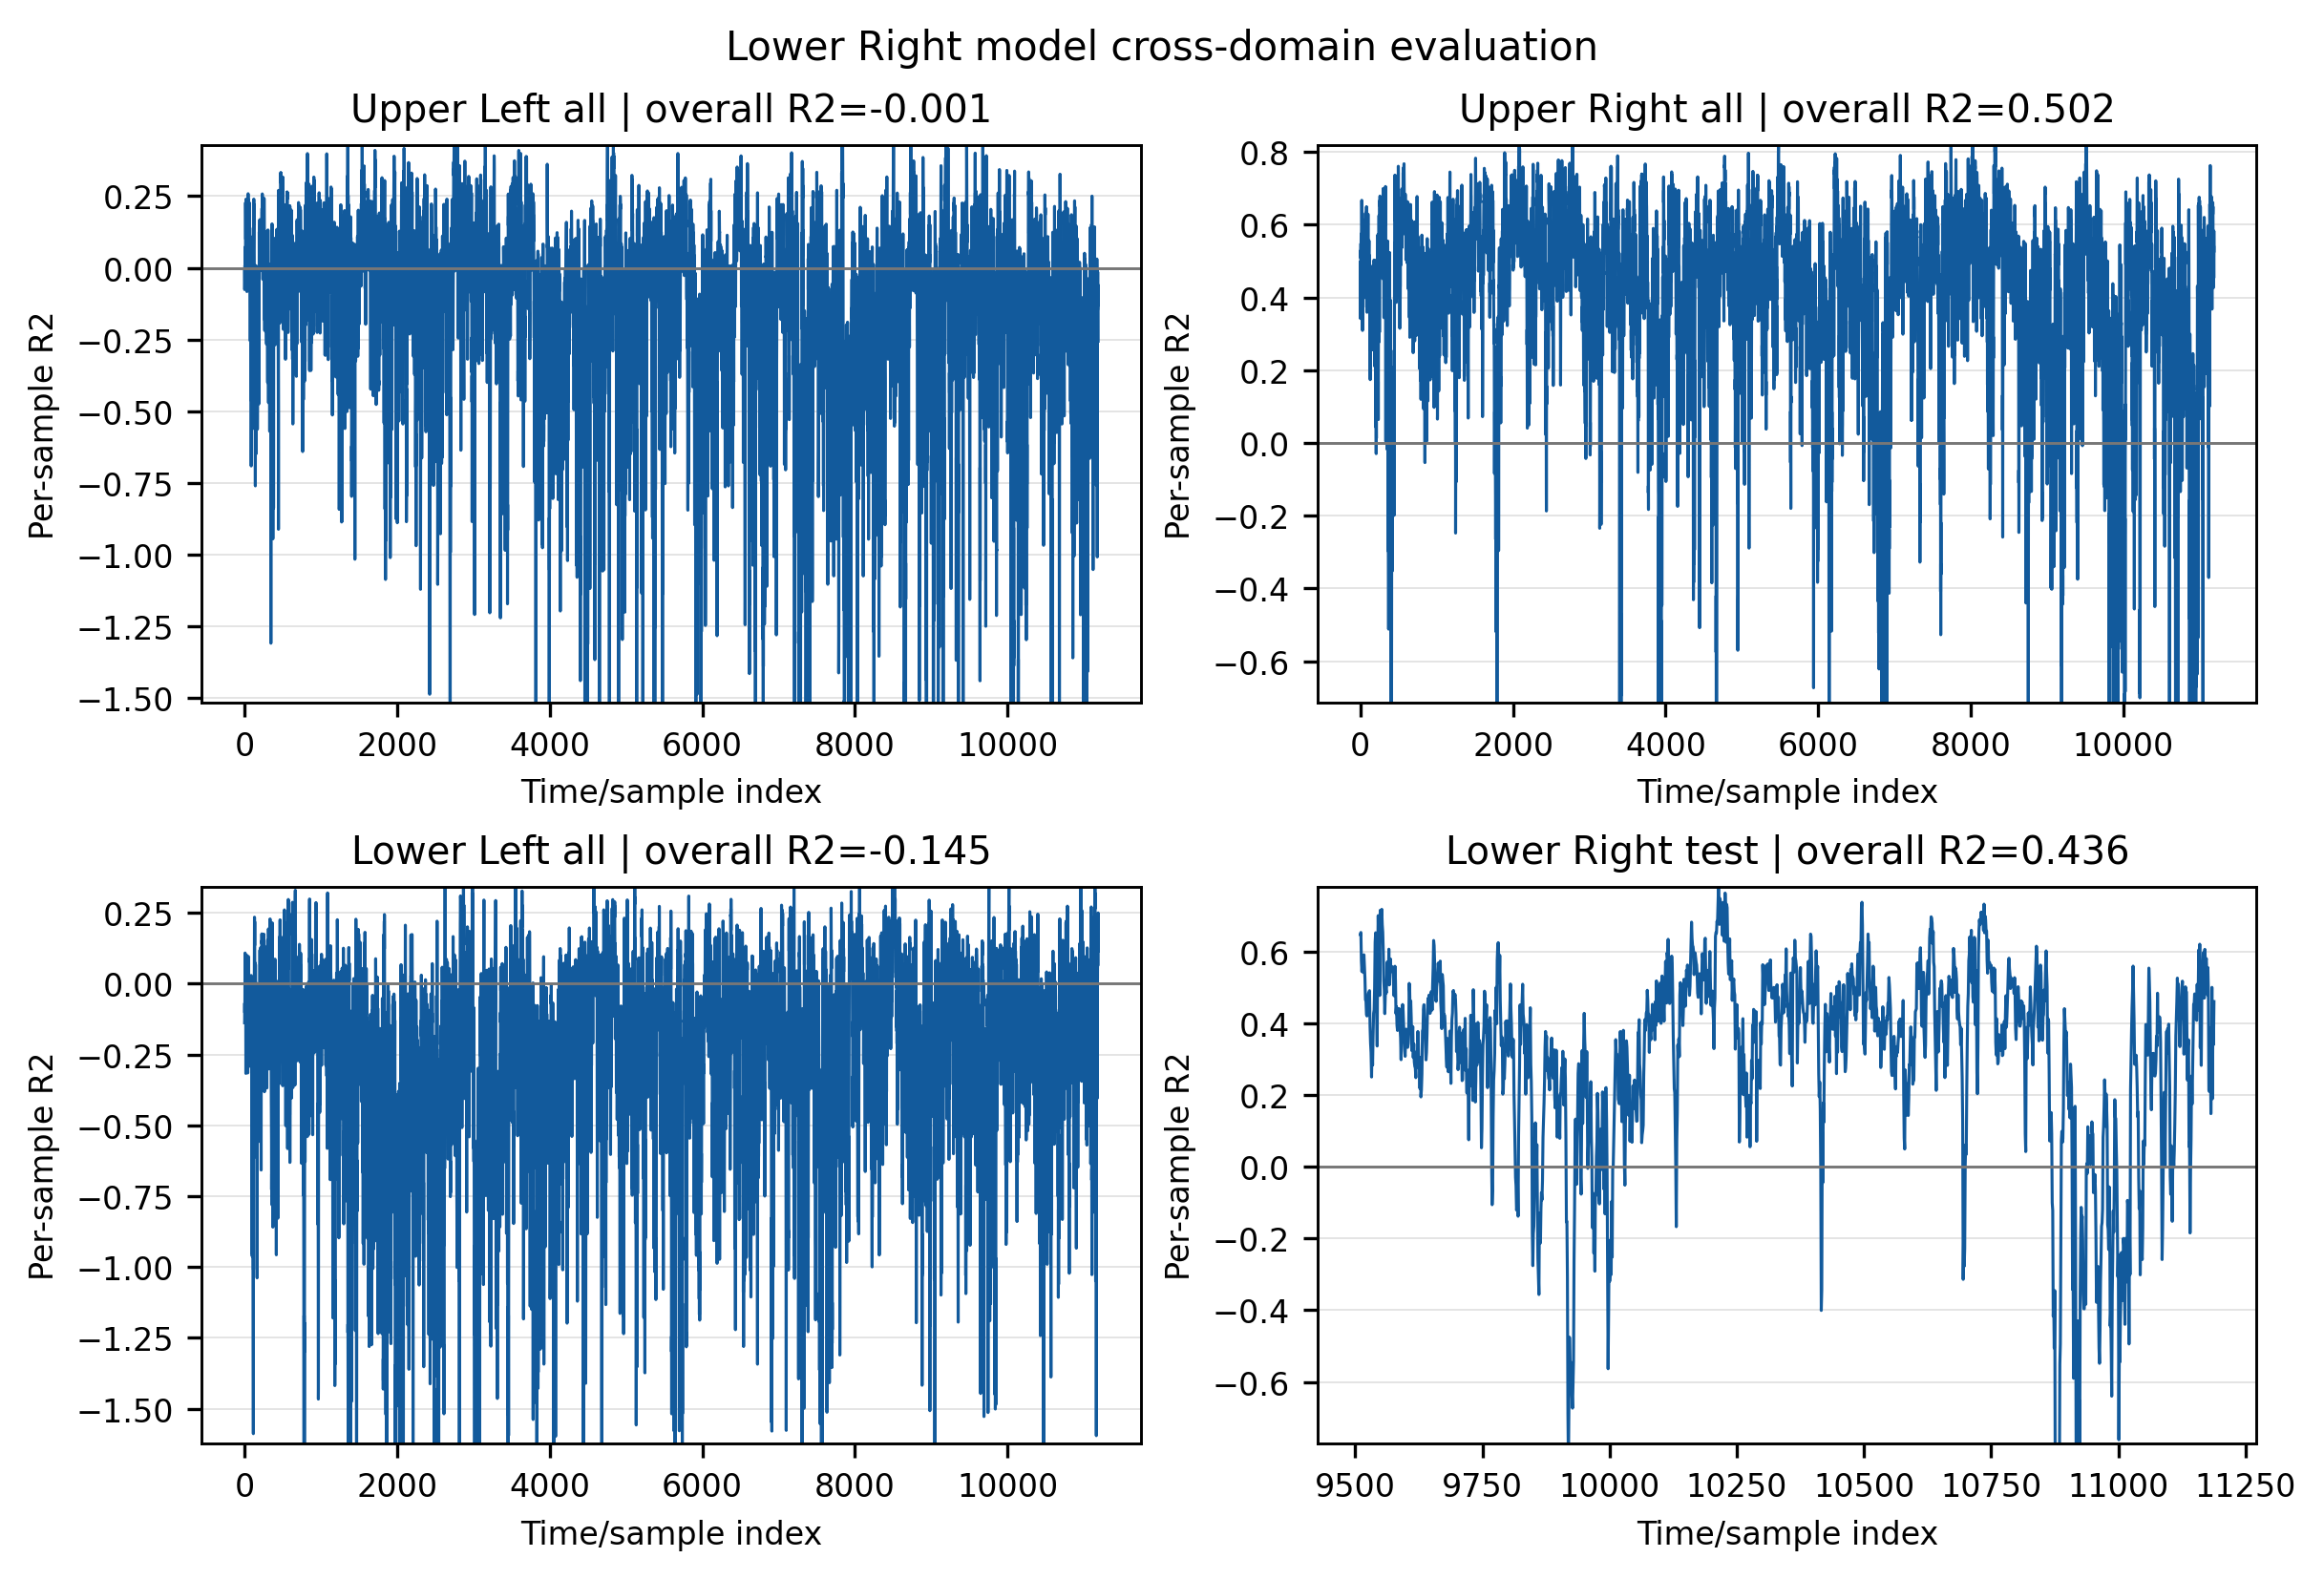 Lower Right model cross-domain evaluation
Upper Left all | overall R2=-0.001
Per-sample R2
0.25
0.00
−0.25
−0.50
−0.75
−1.00
−1.25
−1.50
0 2000 4000 6000 8000 10000
Time/sample index
Upper Right all | overall R2=0.502
Per-sample R2
0.8
0.6
0.4
0.2
0.0
−0.2
−0.4
−0.6
0 2000 4000 6000 8000 10000
Time/sample index
Lower Left all | overall R2=-0.145
Per-sample R2
0.25
0.00
−0.25
−0.50
−0.75
−1.00
−1.25
−1.50
0 2000 4000 6000 8000 10000
Time/sample index
Lower Right test | overall R2=0.436
Per-sample R2
0.6
0.4
0.2
0.0
−0.2
−0.4
−0.6
9500 9750 10000 10250 10500 10750 11000 11250
Time/sample index